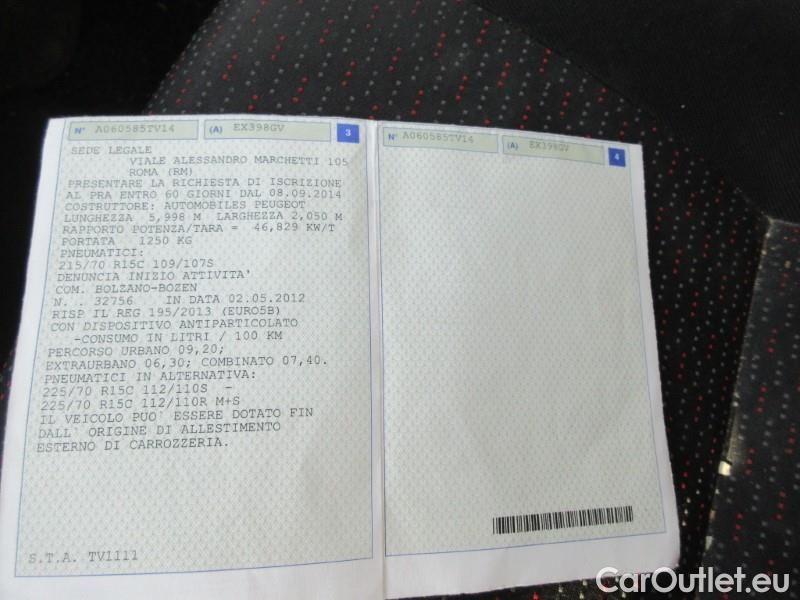 N° A060585TV14 (A) EX398GV 3
SEDE LEGALE
VIALE ALESSANDRO MARCHETTI 105
ROMA (RM)
PRESENTARE LA RICHIESTA DI ISCRIZIONE
AL PRA ENTRO 60 GIORNI DAL 08.09.2014
COSTRUTTORE: AUTOMOBILES PEUGEOT
LUNGHEZZA 5,998 M LARGHEZZA 2,050 M
RAPPORTO POTENZA/TARA = 46,829 KW/T
PORTATA 1250 KG
PNEUMATICI:
215/70 R15C 109/107S
DENUNCIA INIZIO ATTIVITA'
COM. BOLZANO-BOZEN
N. . 32756 IN DATA 02.05.2012
RISP IL REG 195/2013 (EURO5B)
CON DISPOSITIVO ANTIPARTICOLATO
-CONSUMO IN LITRI / 100 KM
PERCORSO URBANO 09,20;
EXTRAURBANO 06,30; COMBINATO 07,40.
PNEUMATICI IN ALTERNATIVA:
225/70 R15C 112/110S -
225/70 R15C 112/110R M+S
IL VEICOLO PUO' ESSERE DOTATO FIN
DALL' ORIGINE DI ALLESTIMENTO
ESTERNO DI CARROZZERIA.
S.T.A. TV1111
N° A060585TV14 (A) EX398GV 4
CarOutlet.eu